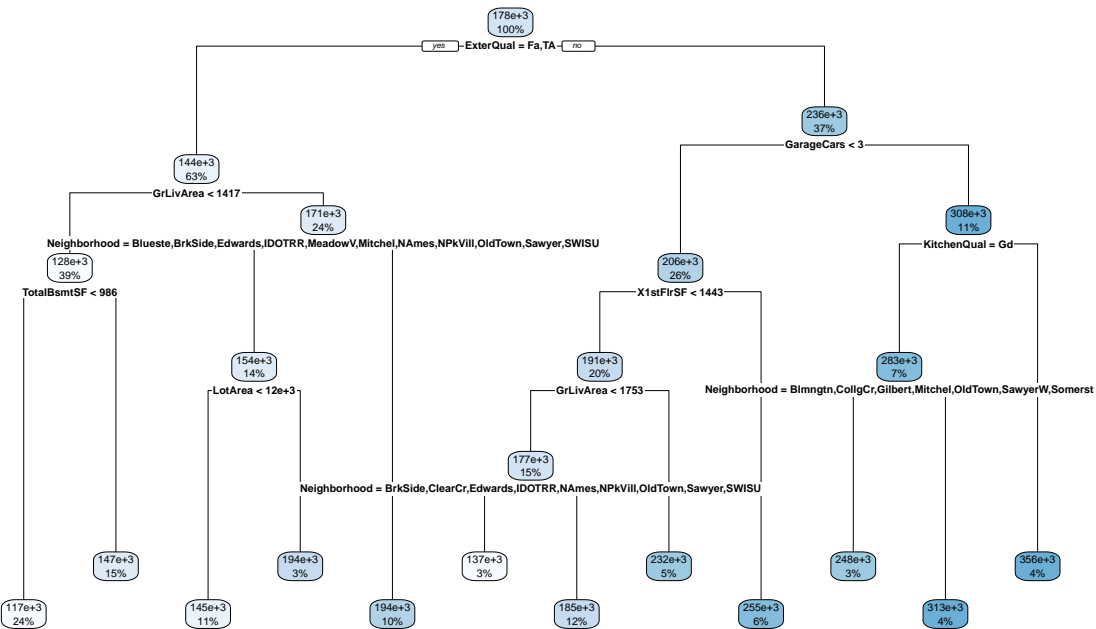 178e+3
100%
yes
ExterQual = Fa,TA
no
236e+3
37%
GarageCars < 3
144e+3
63%
GrLivArea < 1417
171e+3
24%
308e+3
11%
Neighborhood = Blueste,BrkSide,Edwards,IDOTRR,MeadowV,Mitchel,NAmes,NPkVill,OldTown,Sawyer,SWISU
KitchenQual = Gd
128e+3
39%
206e+3
26%
TotalBsmtSF < 986
X1stFlrSF < 1443
154e+3
14%
191e+3
20%
283e+3
7%
LotArea < 12e+3
GrLivArea < 1753
Neighborhood = Blmngtn,CollgCr,Gilbert,Mitchel,OldTown,SawyerW,Somerst
177e+3
15%
Neighborhood = BrkSide,ClearCr,Edwards,IDOTRR,NAmes,NPkVill,OldTown,Sawyer,SWISU
147e+3
15%
194e+3
3%
137e+3
3%
232e+3
5%
248e+3
3%
356e+3
4%
117e+3
24%
145e+3
11%
194e+3
10%
185e+3
12%
255e+3
6%
313e+3
4%